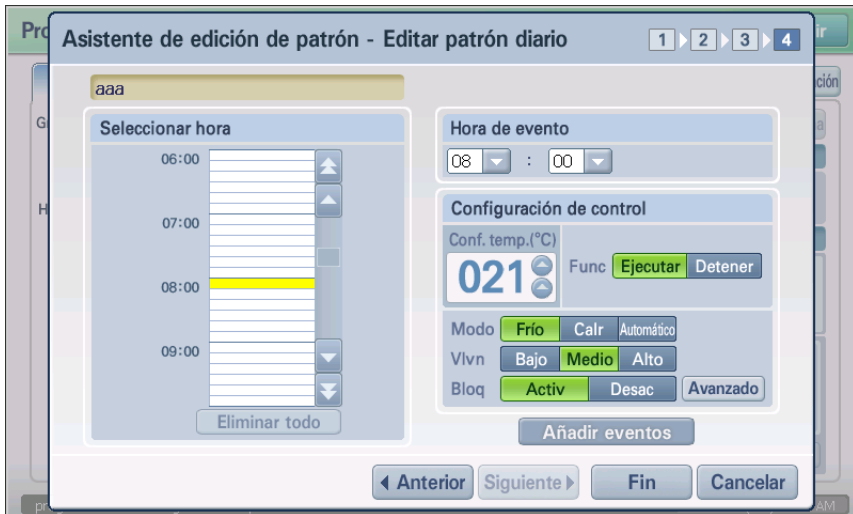 Asistente de edición de patrón - Editar patrón diario
1 2 3 4
aaa
Seleccionar hora
06:00
07:00
08:00
09:00
Eliminar todo
Hora de evento
08 : 00
Configuración de control
Conf. temp.(°C)
021
Func Ejecutar Detener
Modo Frío Calr Automático
Vlvn Bajo Medio Alto
Bloq Activ Desac Avanzado
Añadir eventos
Anterior Siguiente Fin Cancelar